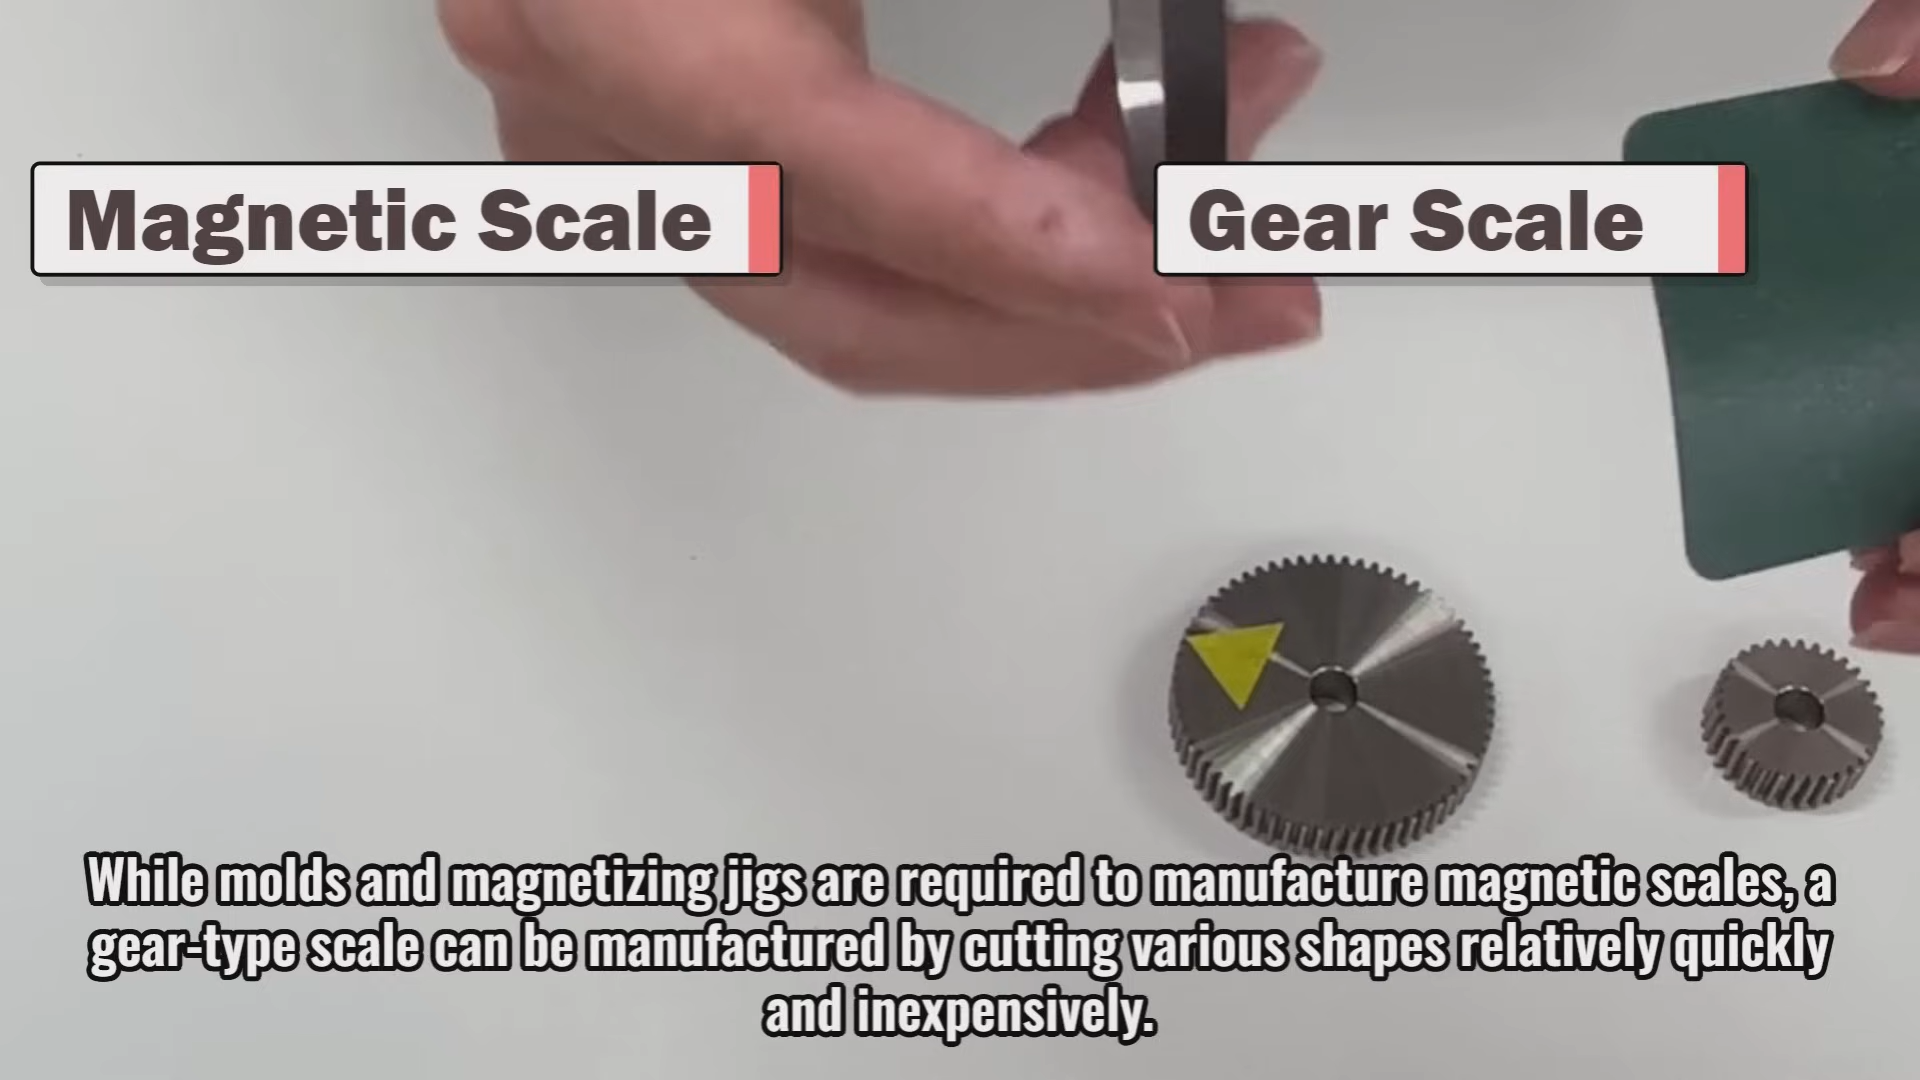 Magnetic Scale
Gear Scale
While molds and magnetizing jigs are required to manufacture magnetic scales, a
gear-type scale can be manufactured by cutting various shapes relatively quickly
and inexpensively.